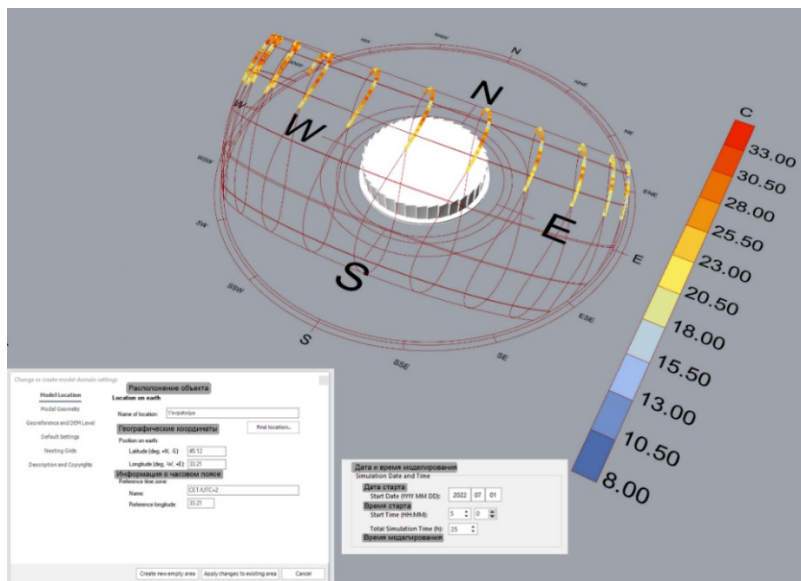 NNW
N
NNE
NW
NE
N
C
WNW
W
W
ENE
33.00
30.50
28.00
25.50
23.00
20.50
18.00
15.50
13.00
10.50
8.00
WSW
E
E
SW
S
ESE
SSW
SE
S
SSE
Change or create model domain settings
Расположение объекта
Model Location
Location on earth
Model Geometry
Name of location:
Yevpatoriya
Georeference and DEM Level
Географические координаты
Find location...
Default Settings
Position on earth:
Nesting Grids
Latitude (deg, +N, -S):
45.12
Description and Copyrights
Longitude (deg, -W, +E):
33.21
Информация о часовом поясе
Reference time zone:
Name:
CET/UTC+2
Reference longitude:
33.21
Create new empty area
Apply changes to existing area
Cancel
Дата и время моделирования
Simulation Date and Time
Дата старта
Start Date (YYYY MM DD):
2022 07 01
Время старта
Start Time (HH:MM):
5 0
Total Simulation Time (h):
25
Время моделирования